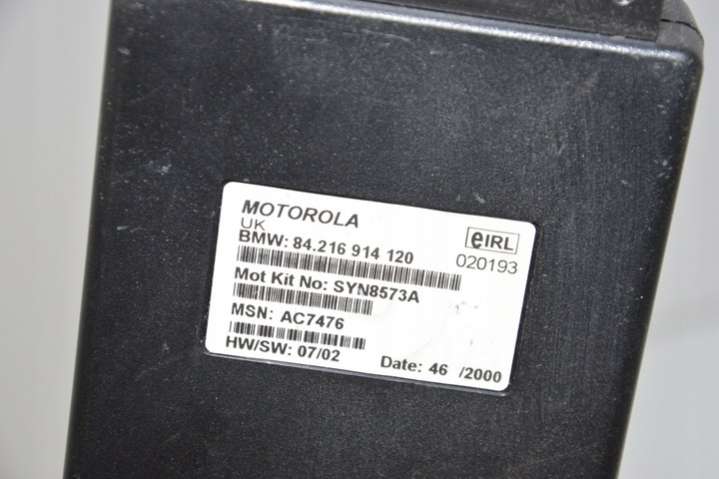 MOTOROLA
UK
BMW: 84.216 914 120
eIRL
020193
Mot Kit No: SYN8573A
MSN: AC7476
HW/SW: 07/02
Date: 46 /2000